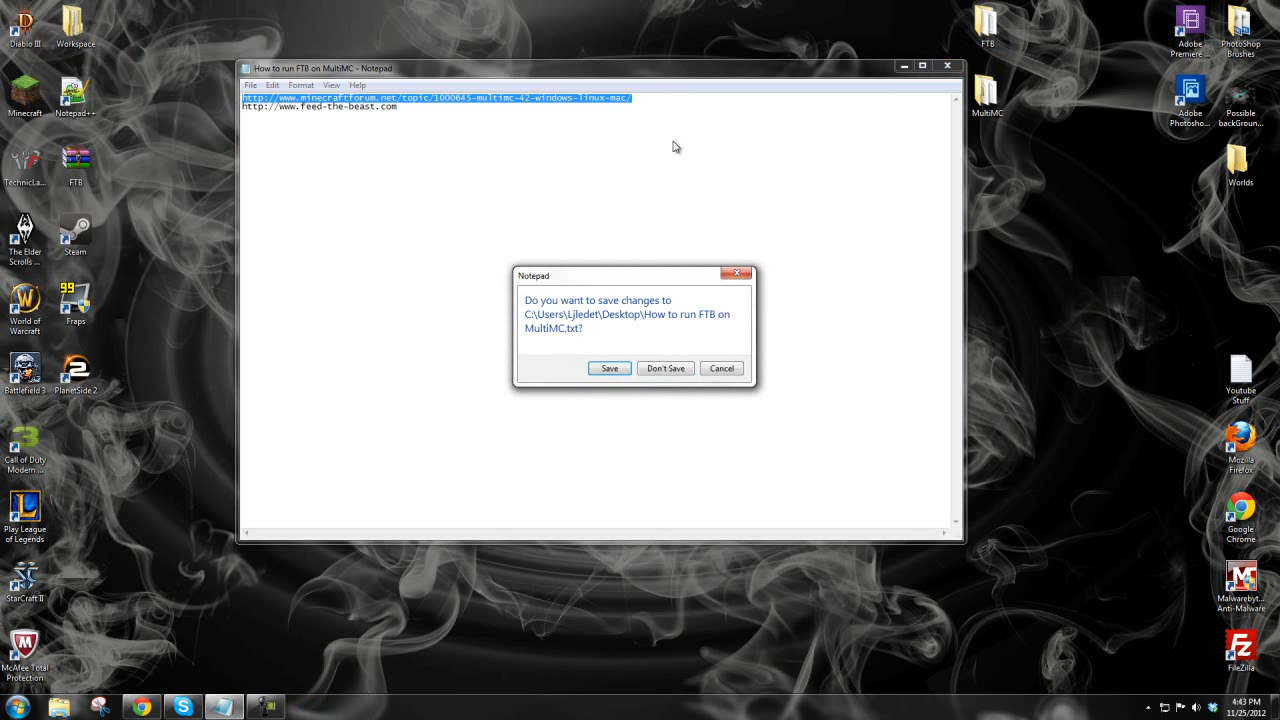 Diablo III
Workspace
Minecraft
Notepad++
TechnicLa...
FTB
The Elder
Scrolls ...
Steam
99
World of
Warcraft
Fraps
Battlefield 3
PlanetSide 2
Call of Duty
Modern ...
Play League
of Legends
StarCraft II
McAfee Total
Protection
How to run FTB on MultiMC - Notepad
File Edit Format View Help
http://www.minecraftforum.net/topic/1000645-multimc-42-windows-linux-mac/
http://www.feed-the-beast.com
Notepad
Do you want to save changes to
C:\Users\Ljledet\Desktop\How to run FTB on
MultiMC.txt?
Save Don't Save Cancel
FTB
MultiMC
Adobe
Premiere ...
PhotoShop
Brushes
Adobe
Photosho...
Possible
backGroun...
Worlds
Youtube
Stuff
Mozilla
Firefox
Google
Chrome
Malwarebyt...
Anti-Malware
FileZilla
4:43 PM
11/25/2012